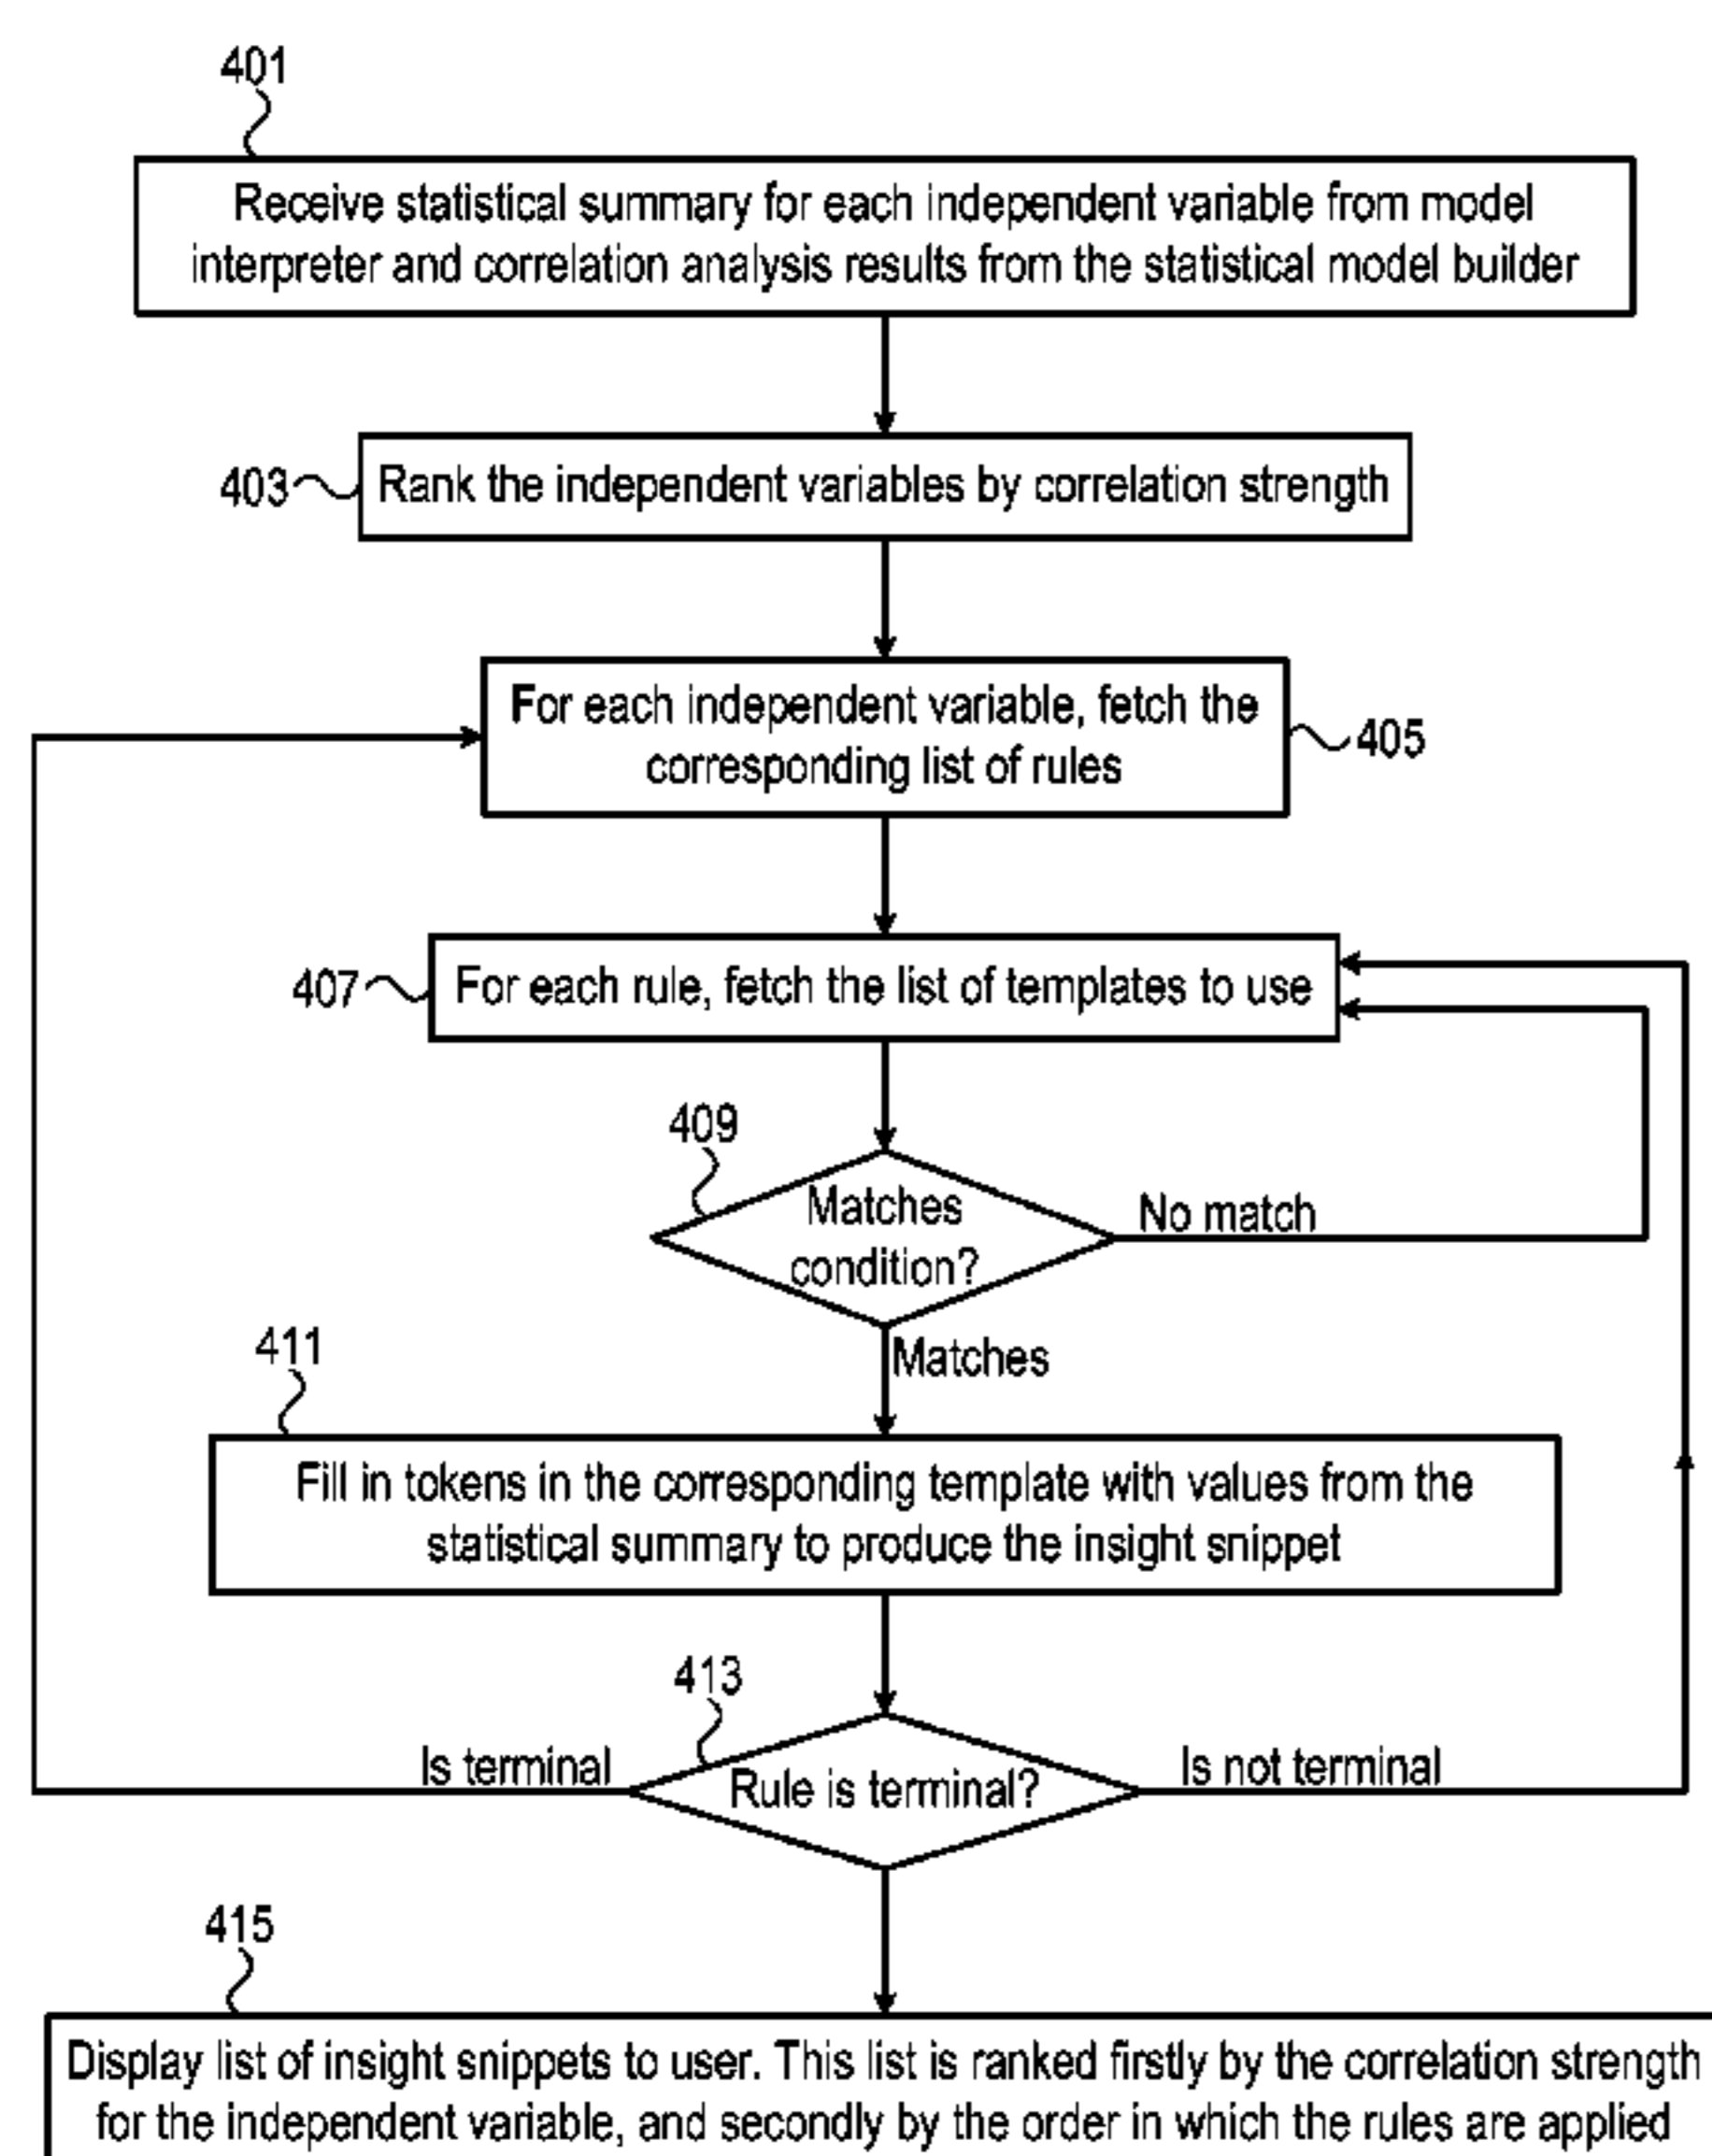 401
Receive statistical summary for each independent variable from model
interpreter and correlation analysis results from the statistical model builder
403
Rank the independent variables by correlation strength
For each independent variable, fetch the
corresponding list of rules
405
407
For each rule, fetch the list of templates to use
409
Matches
condition?
No match
Matches
411
Fill in tokens in the corresponding template with values from the
statistical summary to produce the insight snippet
413
Is terminal
Rule is terminal?
Is not terminal
415
Display list of insight snippets to user. This list is ranked firstly by the correlation strength
for the independent variable, and secondly by the order in which the rules are applied